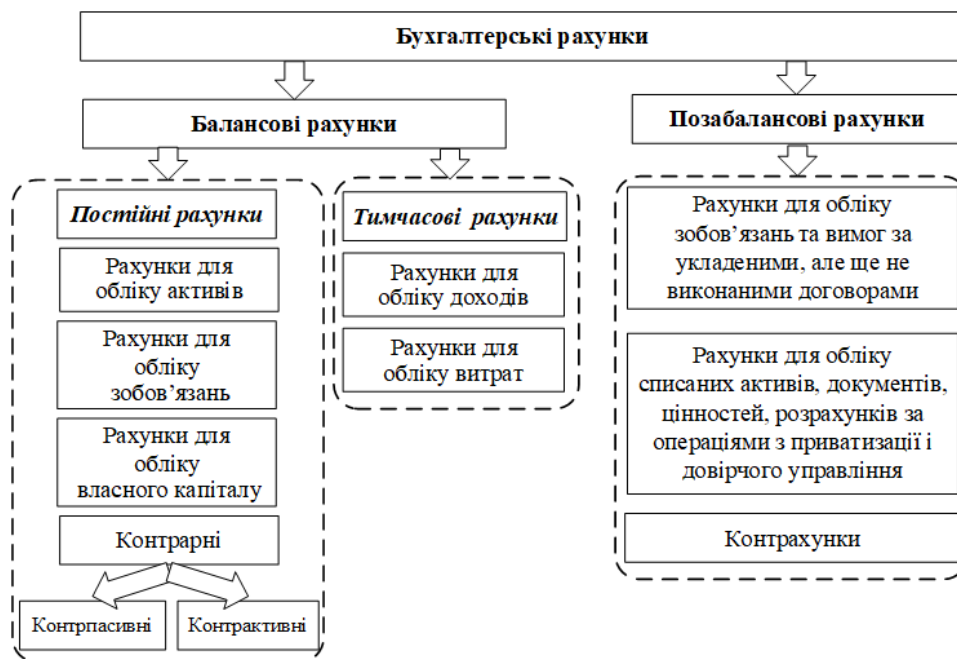 Бухгалтерські рахунки
Балансові рахунки
Позабалансові рахунки
Постійні рахунки
Рахунки для
обліку активів
Рахунки для
обліку
зобов’язань
Рахунки для
обліку
власного капіталу
Контрарні
Контрпасивні
Контрактивні
Тимчасові рахунки
Рахунки для
обліку доходів
Рахунки для
обліку витрат
Рахунки для обліку
зобов’язань та вимог за
укладеними, але ще не
виконаними договорами
Рахунки для обліку
списаних активів, документів,
цінностей, розрахунків за
операціями з приватизації і
довірчого управління
Контрахунки